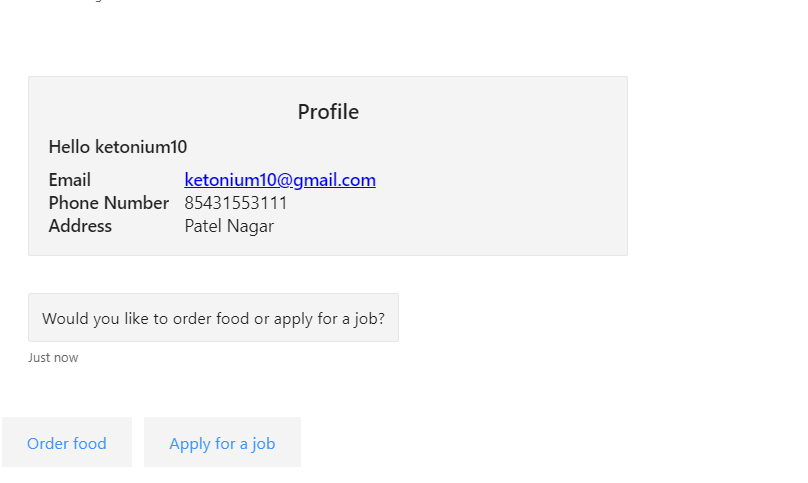 Profile
Hello ketonium10
Email ketonium10@gmail.com
Phone Number 85431553111
Address Patel Nagar
Would you like to order food or apply for a job?
Just now
Order food Apply for a job